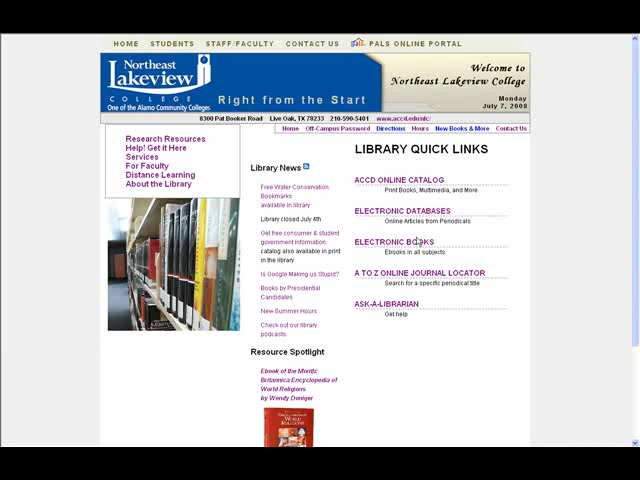 HOME STUDENTS STAFF/FACULTY CONTACT US PALS ONLINE PORTAL
Northeast
Lakeview
COLLEGE
One of the Alamo Community Colleges
Right from the Start
Welcome to
Northeast Lakeview College
Monday
July 7, 2008
8300 Pat Booker Road Live Oak, TX 78233 210-590-5401 www.accd.edu/nlc/
Home Off-Campus Password Directions Hours New Books & More Contact Us
Research Resources
Help! Get it Here
Services
For Faculty
Distance Learning
About the Library
Library News
Free Water Conservation
Bookmarks
available in library
Library closed July 4th
Get free consumer & student
government information
catalog also available in print
in the library
Is Google Making us Stupid?
Books by Presidential
Candidates
New Summer Hours
Check out our library
podcasts
Resource Spotlight
Ebook of the Month:
Britannica Encyclopedia of
World Religions
by Wendy Doniger
WORLD
RELIGIONS
LIBRARY QUICK LINKS
ACCD ONLINE CATALOG
Print Books, Multimedia, and More
ELECTRONIC DATABASES
Online Articles from Periodicals
ELECTRONIC BOOKS
Ebooks in all subjects
A TO Z ONLINE JOURNAL LOCATOR
Search for a specific periodical title
ASK-A-LIBRARIAN
Get help